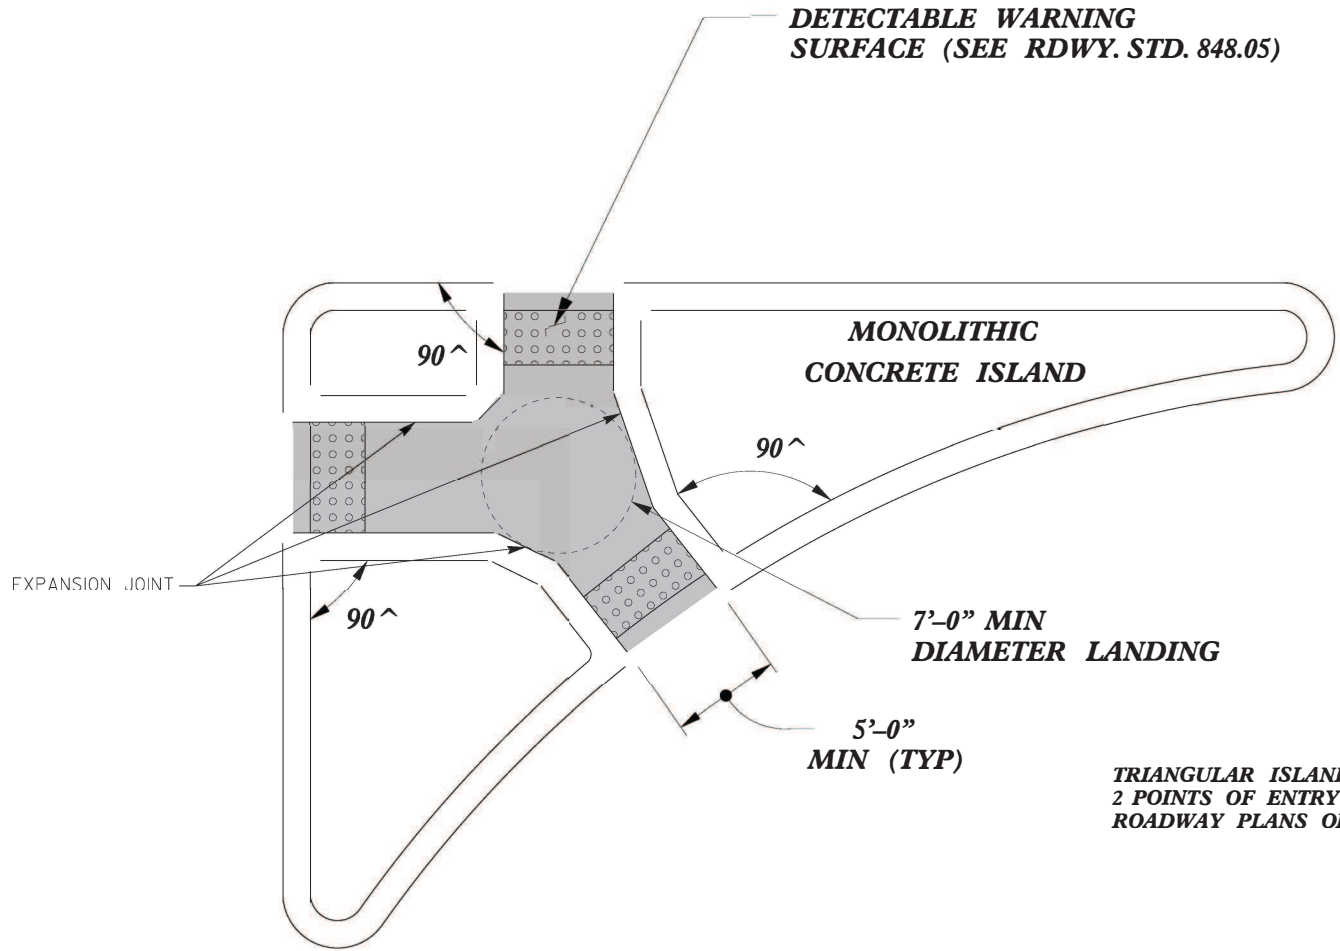 DETECTABLE WARNING
SURFACE (SEE RDWY. STD. 848.05)
90^
MONOLITHIC
CONCRETE ISLAND
90^
EXPANSION JOINT
90^
7'–0" MIN
DIAMETER LANDING
5'–0"
MIN (TYP)
TRIANGULAR ISLAND
2 POINTS OF ENTRY
ROADWAY PLANS